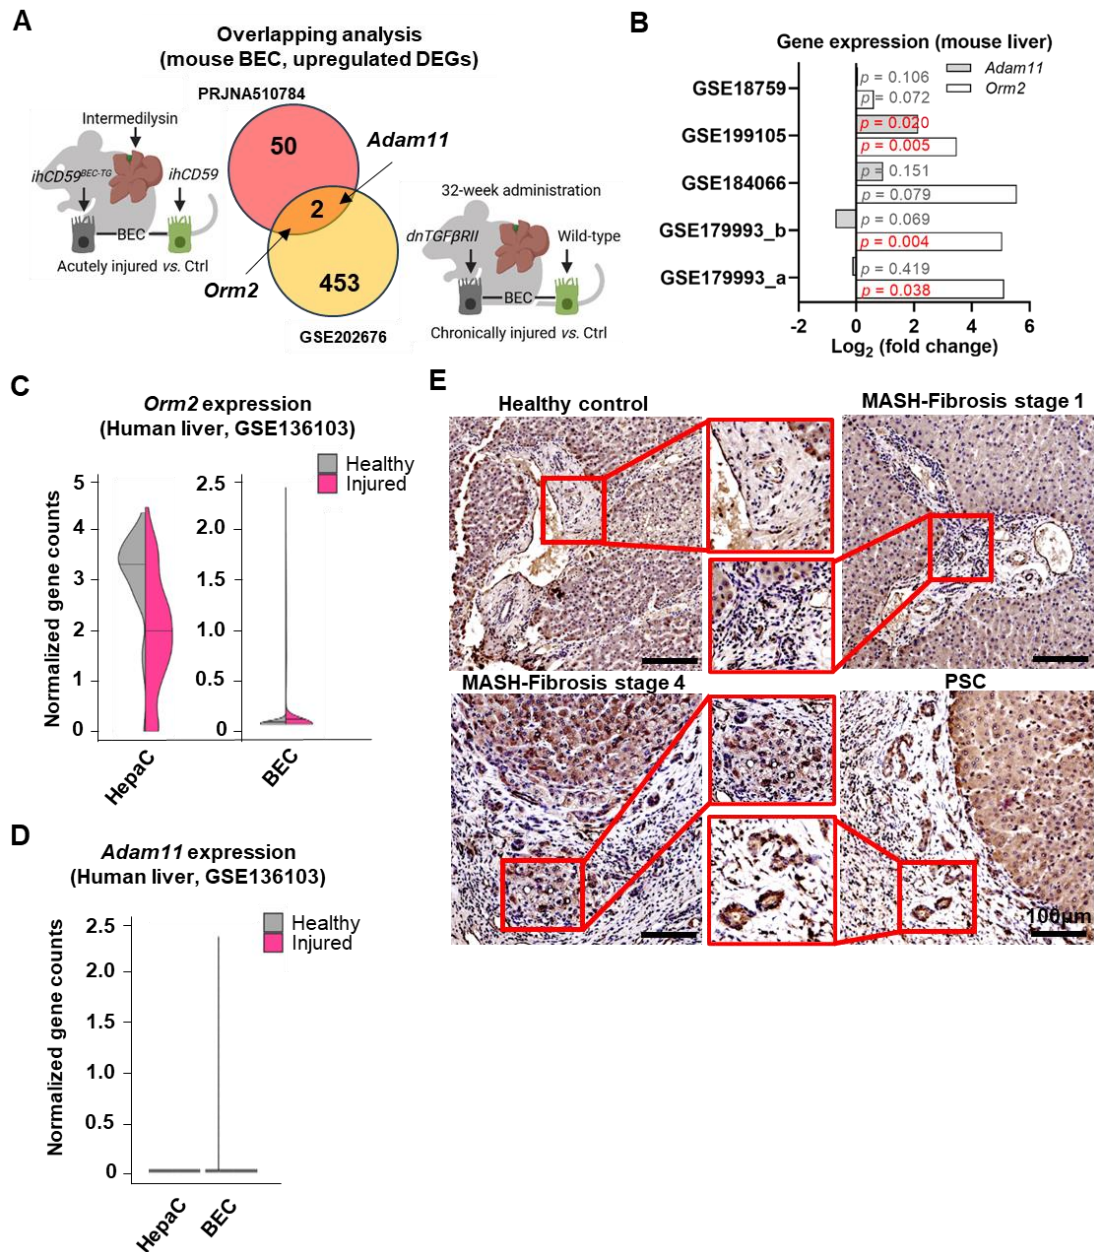 A
Overlapping analysis
(mouse BEC, upregulated DEGs)
PRJNA510784
50
Adam11
Intermedilysin
ihCD59BEC-TG
ihCD59
BEC
Acutely injured vs. Ctrl
2
Orm2
453
GSE202676
32-week administration
dnTGFβRII
Wild-type
BEC
Chronically injured vs. Ctrl
B
Gene expression (mouse liver)
Adam11
Orm2
GSE18759
p = 0.106
p = 0.072
GSE199105
p = 0.020
p = 0.005
GSE184066
p = 0.151
p = 0.079
GSE179993_b
p = 0.069
p = 0.004
GSE179993_a
p = 0.419
p = 0.038
-2 0 2 4 6
Log2 (fold change)
C
Orm2 expression
(Human liver, GSE136103)
Healthy
Injured
Normalized gene counts
5
4
3
2
1
0
2.5
2.0
1.5
1.0
0.5
0
HepaC
BEC
D
Adam11 expression
(Human liver, GSE136103)
Healthy
Injured
Normalized gene counts
2.5
2.0
1.5
1.0
0.5
0
HepaC
BEC
E
Healthy control
MASH-Fibrosis stage 1
MASH-Fibrosis stage 4
PSC
100μm